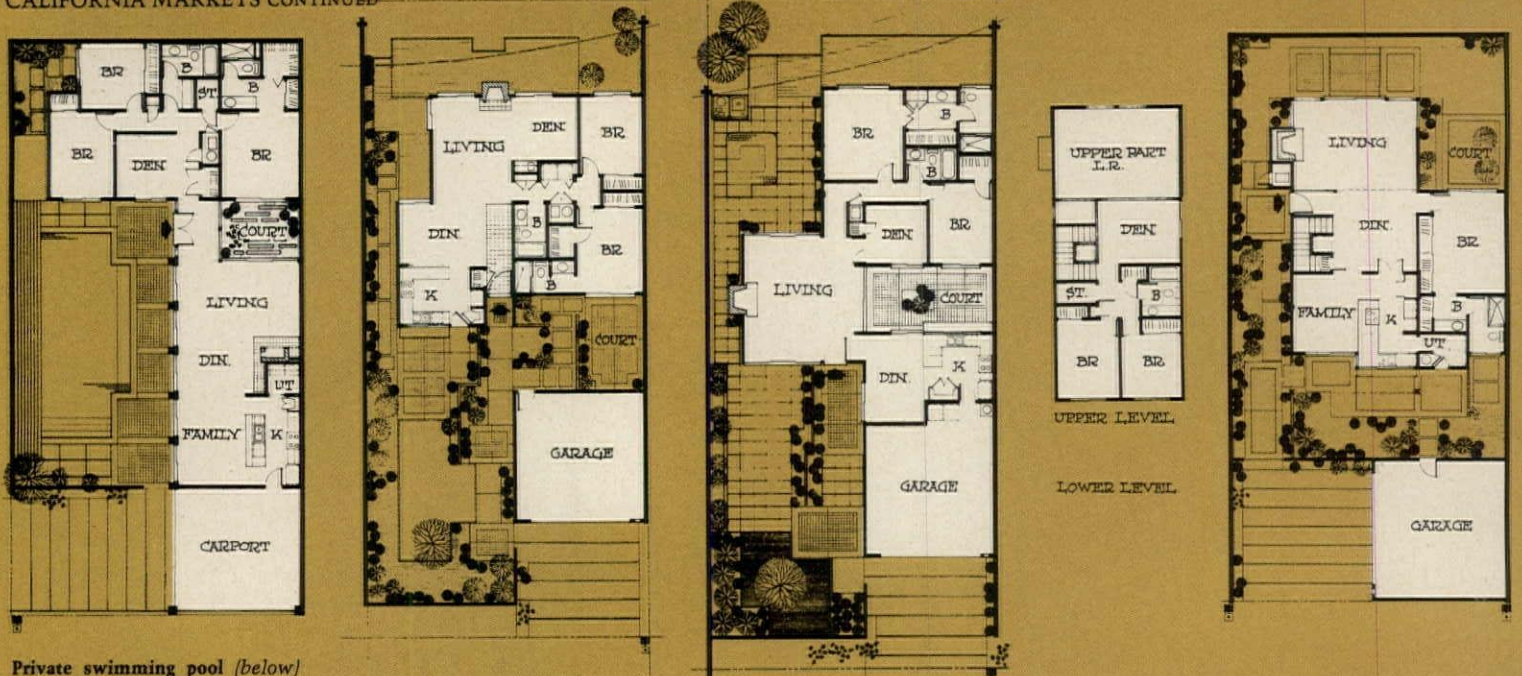 CALIFORNIA MARKETS CONTINUED
BR
B
B
ST.
BR
DEN
BR
COURT
LIVING
DIN.
UT
FAMILY
K
CARPORT
LIVING
DEN
BR
DIN.
B
BR
K
B
COURT
GARAGE
BR
B
B
DEN
BR
LIVING
COURT
DIN.
K
GARAGE
UPPER PART
L.R.
DEN
ST.
B
BR
BR
UPPER LEVEL
LOWER LEVEL
LIVING
COURT
DIN.
BR
FAMILY
K
B
UT
GARAGE
Private swimming pool (below)